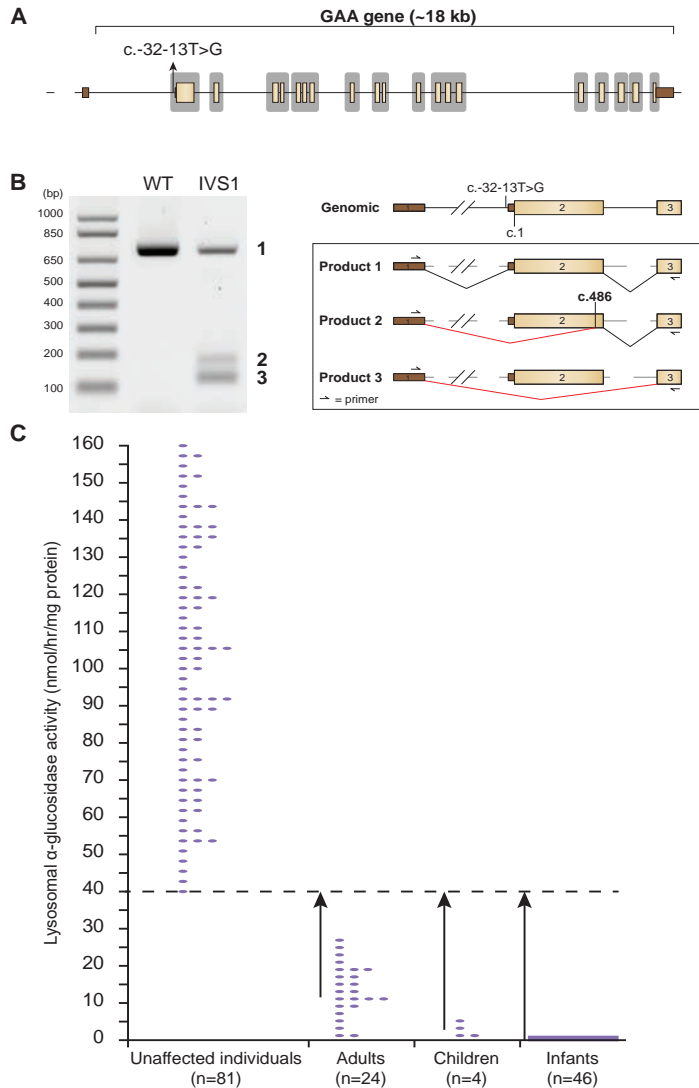 A
GAA gene (~18 kb)
c.-32-13T>G
B
(bp)
WT IVS1
1000
850
650
500
400
300
200
100
1
2
3
c.-32-13T>G
Genomic
2
3
c.1
Product 1
2
3
c.486
Product 2
2
3
Product 3
2
3
= primer
C
Lysosomal α-glucosidase activity (nmol/hr/mg protein)
160
150
140
130
120
110
100
90
80
70
60
50
40
30
20
10
0
Unaffected individuals Adults Children Infants
(n=81) (n=24) (n=4) (n=46)